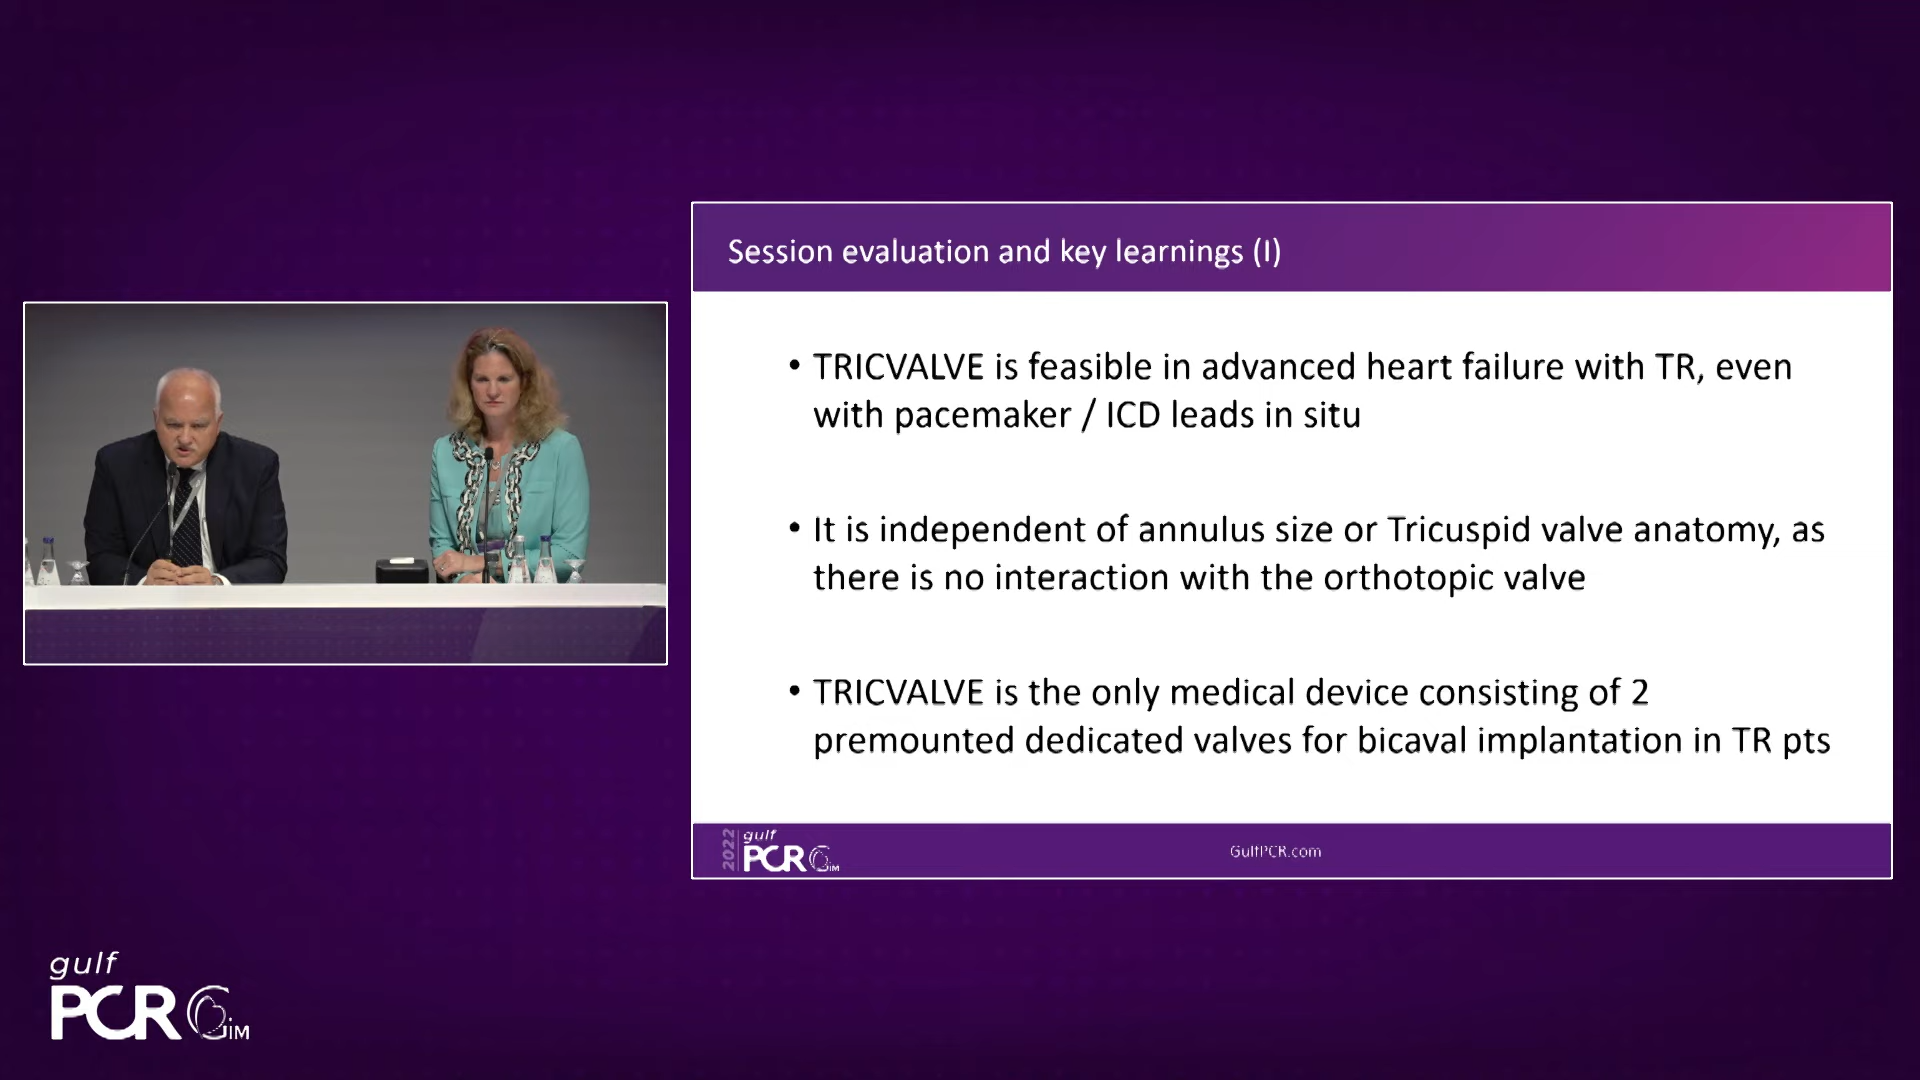 Session evaluation and key learnings (I)
• TRICVALVE is feasible in advanced heart failure with TR, even
with pacemaker / ICD leads in situ
• It is independent of annulus size or Tricuspid valve anatomy, as
there is no interaction with the orthotopic valve
• TRICVALVE is the only medical device consisting of 2
premounted dedicated valves for bicaval implantation in TR pts
2022
gulf
PCR GIM
GulfPCR.com
gulf
PCR GIM